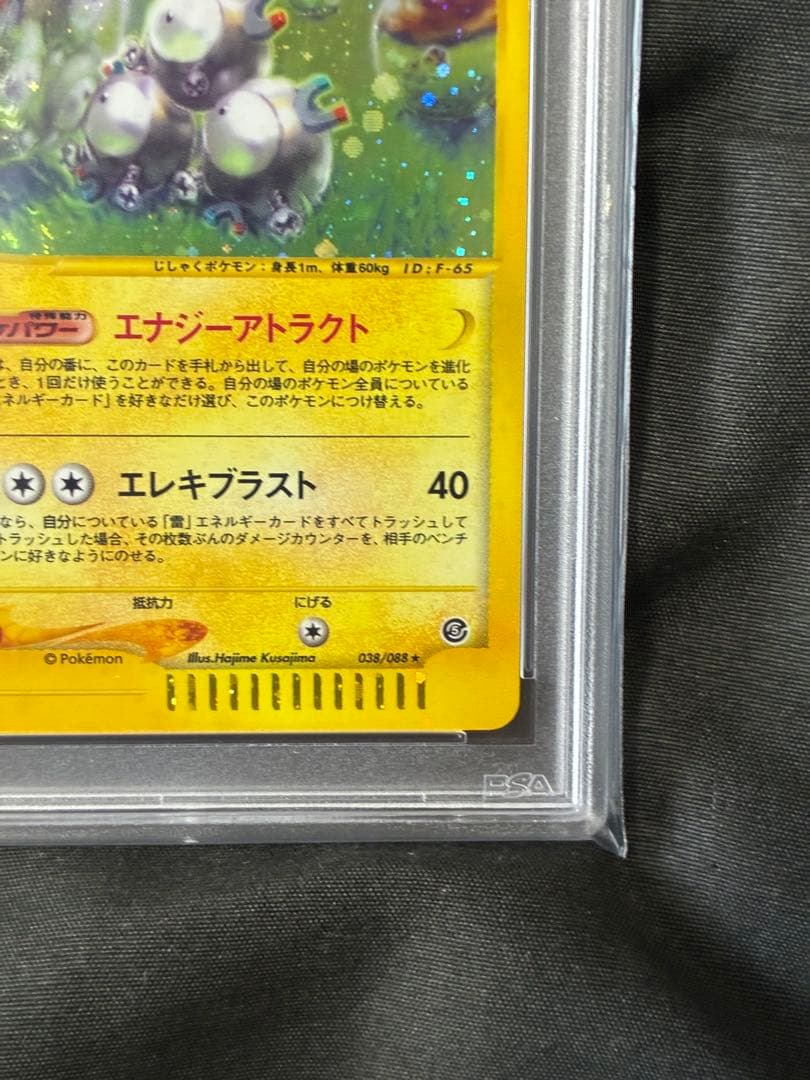 じしゃくポケモン：身長1m、体重60kg ID:F-65
特殊能力
パワー エナジーアトラクト
は、自分の番に、このカードを手札から出して、自分の場のポケモンを進化
とき、1回だけ使うことができる。自分の場のポケモン全員についている
ネルギーカード」を好きなだけ選び、このポケモンにつけ替える。
エレキブラスト 40
なら、自分についている「雷」エネルギーカードをすべてトラッシュして
トラッシュした場合、その枚数ぶんのダメージカウンターを、相手のベンチ
ンに好きなようにのせる。
抵抗力 にげる
©Pokémon Illus.Hajime Kusajima 038/088★
PSA